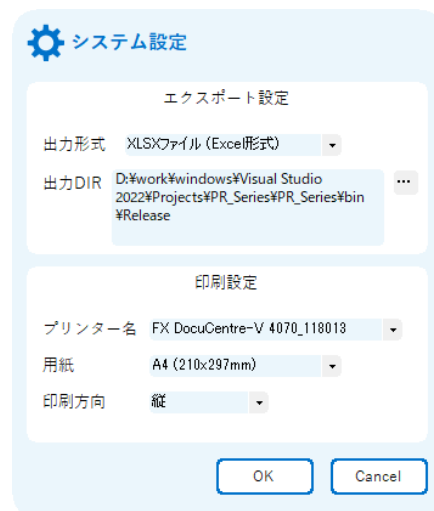 システム設定
エクスポート設定
出力形式 XLSXファイル (Excel形式)
出力DIR D:¥work¥windows¥Visual Studio
2022¥Projects¥PR_Series¥PR_Series¥bin
¥Release
...
印刷設定
プリンター名 FX DocuCentre-V 4070_118013
用紙 A4 (210x297mm)
印刷方向 縦
OK Cancel